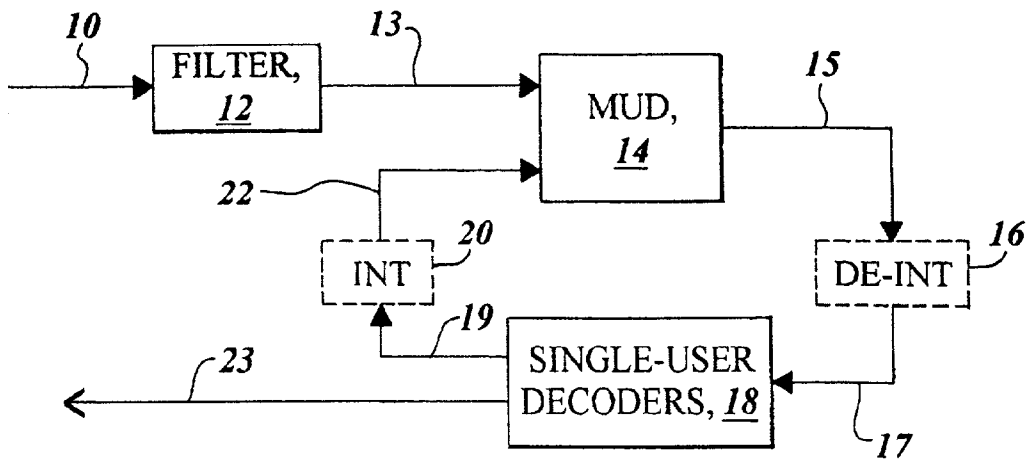 10
13
15
FILTER,
12
MUD,
14
22
20
16
INT
DE-INT
19
23
SINGLE-USER
DECODERS, 18
17